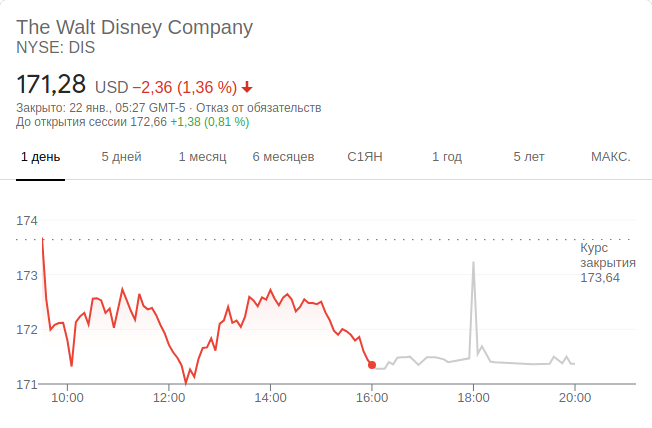 The Walt Disney Company
NYSE: DIS
171,28 USD −2,36 (1,36 %)
Закрыто: 22 янв., 05:27 GMT-5 · Отказ от обязательств
До открытия сессии 172,66 +1,38 (0,81 %)
1 день 5 дней 1 месяц 6 месяцев С1ЯН 1 год 5 лет МАКС.
174
Курс
закрытия
173,64
173
172
171
10:00 12:00 14:00 16:00 18:00 20:00